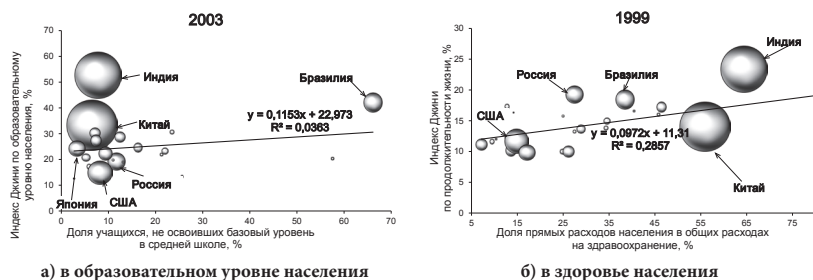 2003
Индекс Джини по образовательному
уровню населения, %
70
60
50
40
30
20
10
0
Индия
Китай
Бразилия
Япония
США
Россия
y = 0,1153x + 22,973
R² = 0,0363
0 10 20 30 40 50 60 70
Доля учащихся, не освоивших базовый уровень
в средней школе, %
а) в образовательном уровне населения
1999
Индекс Джини
по продолжительности жизни, %
30
25
20
15
10
5
0
Индия
Россия
Бразилия
США
Китай
y = 0,0972x + 11,31
R² = 0,2857
5 15 25 35 45 55 65 75
Доля прямых расходов населения в общих расходах
на здравоохранение, %
б) в здоровье населения